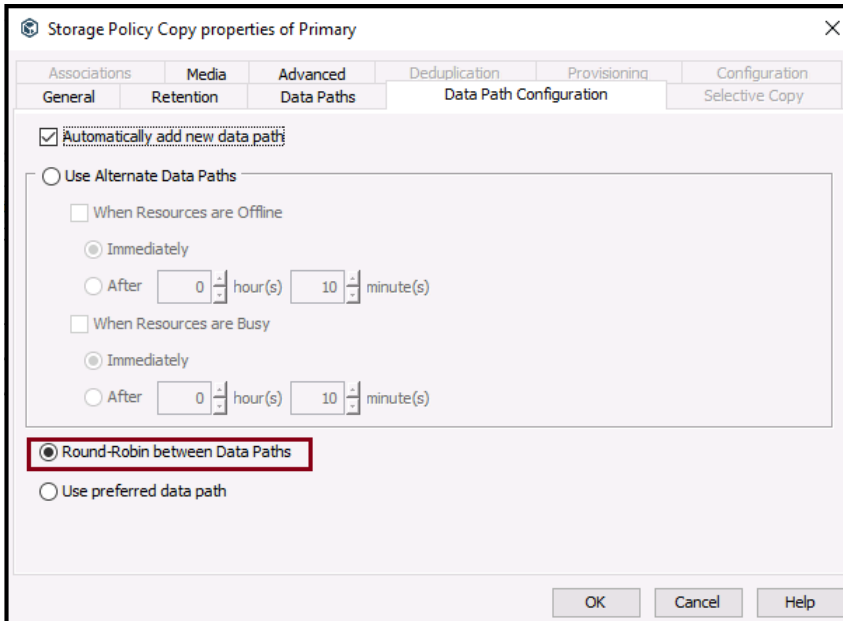 Storage Policy Copy properties of Primary
Associations Media Advanced Deduplication Provisioning Configuration
General Retention Data Paths Data Path Configuration Selective Copy
Automatically add new data path
Use Alternate Data Paths
When Resources are Offline
Immediately
After 0 hour(s) 10 minute(s)
When Resources are Busy
Immediately
After 0 hour(s) 10 minute(s)
Round-Robin between Data Paths
Use preferred data path
OK Cancel Help